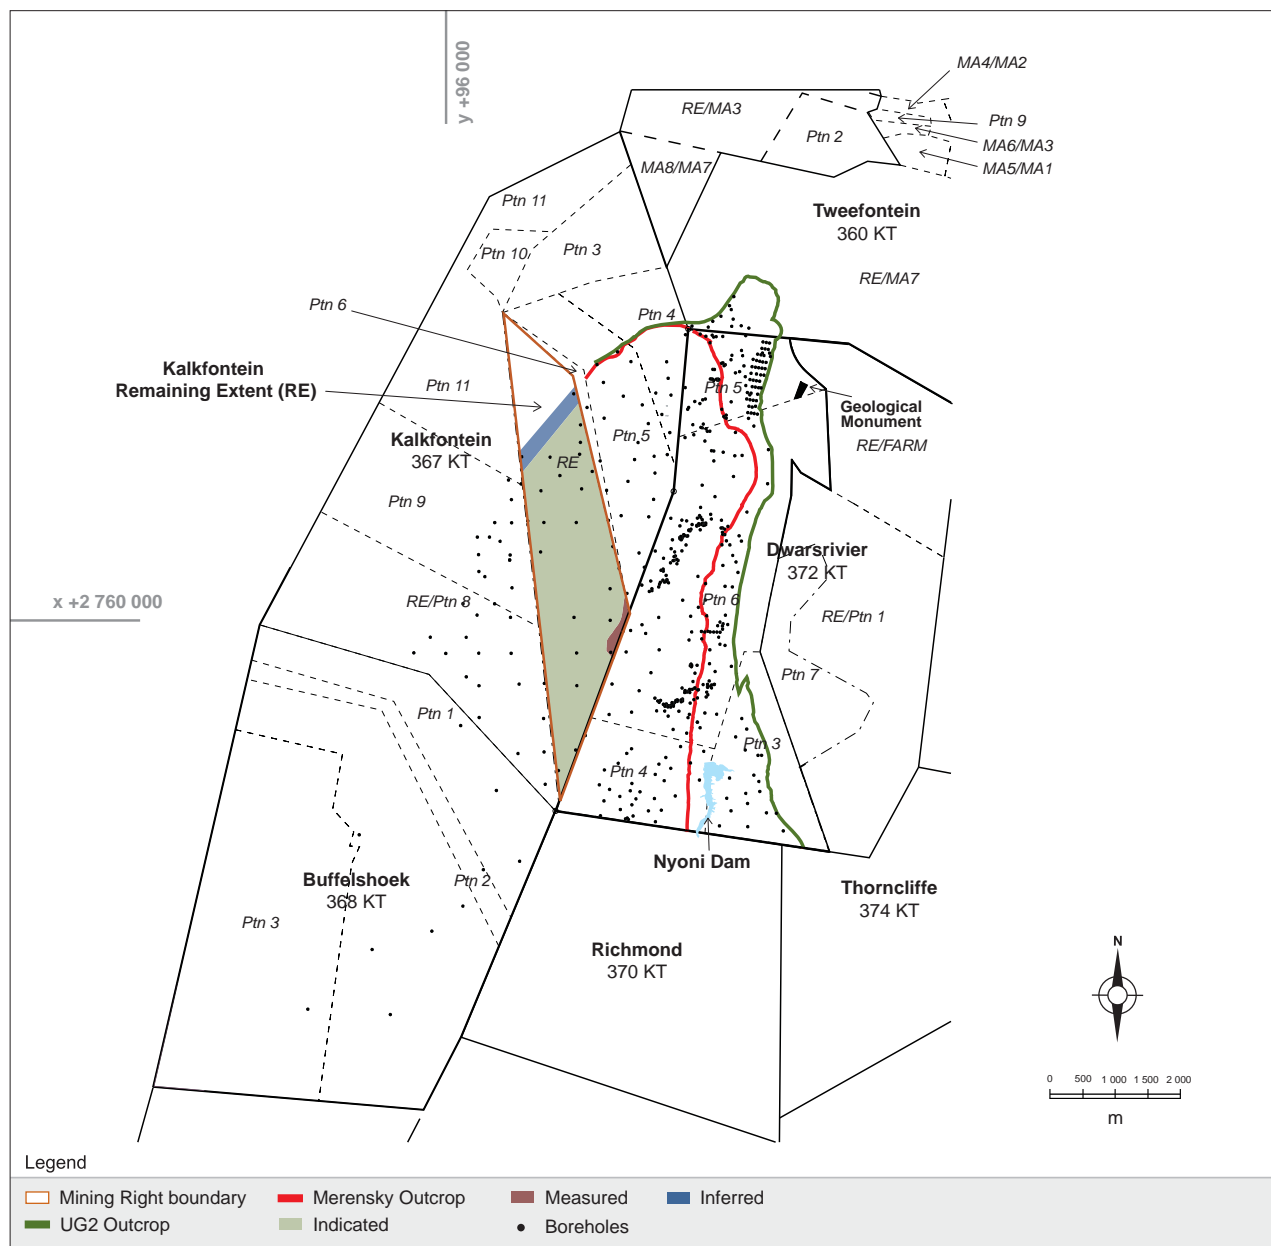 y +96 000
MA4/MA2
RE/MA3
Ptn 9
Ptn 2
MA6/MA3
MA8/MA7
MA5/MA1
Ptn 11
Tweefontein
360 KT
Ptn 10
Ptn 3
RE/MA7
Ptn 6
Ptn 4
Kalkfontein
Remaining Extent (RE)
Ptn 11
Ptn 5
Geological
Monument
Kalkfontein
367 KT
Ptn 5
RE/FARM
RE
Ptn 9
Dwarsrivier
372 KT
x +2 760 000
RE/Ptn 8
Ptn 6
RE/Ptn 1
Ptn 7
Ptn 1
Ptn 3
Ptn 4
Nyoni Dam
Buffelshoek
368 KT
Ptn 2
Thorncliffe
374 KT
Ptn 3
Richmond
370 KT
N
0 500 1 000 1 500 2 000
m
Legend
Mining Right boundary
Merensky Outcrop
Measured
Inferred
UG2 Outcrop
Indicated
Boreholes